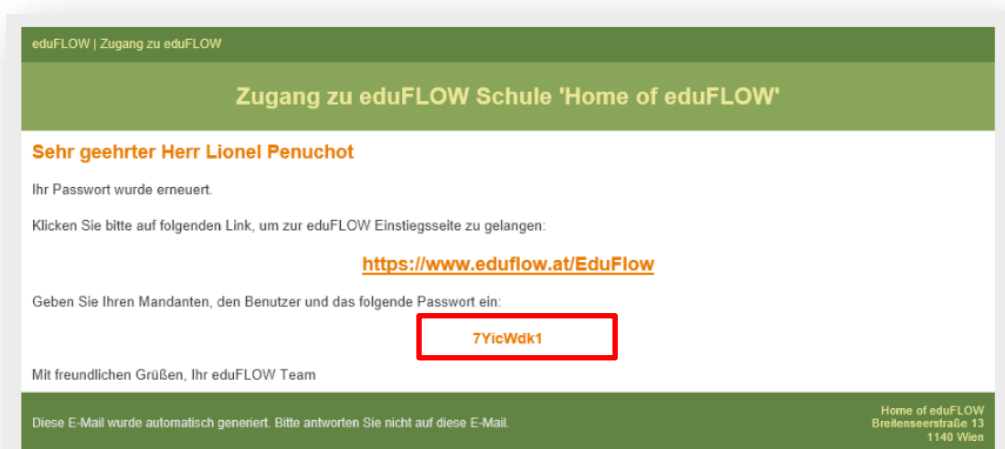 eduFLOW | Zugang zu eduFLOW
Zugang zu eduFLOW Schule 'Home of eduFLOW'
Sehr geehrter Herr Lionel Penuchot
Ihr Passwort wurde erneuert.
Klicken Sie bitte auf folgenden Link, um zur eduFLOW Einstiegsseite zu gelangen:
https://www.eduflow.at/EduFlow
Geben Sie Ihren Mandanten, den Benutzer und das folgende Passwort ein:
7YicWdk1
Mit freundlichen Grüßen, Ihr eduFLOW Team
Diese E-Mail wurde automatisch generiert. Bitte antworten Sie nicht auf diese E-Mail.
Home of eduFLOW
Breitenseerstraße 13
1140 Wien